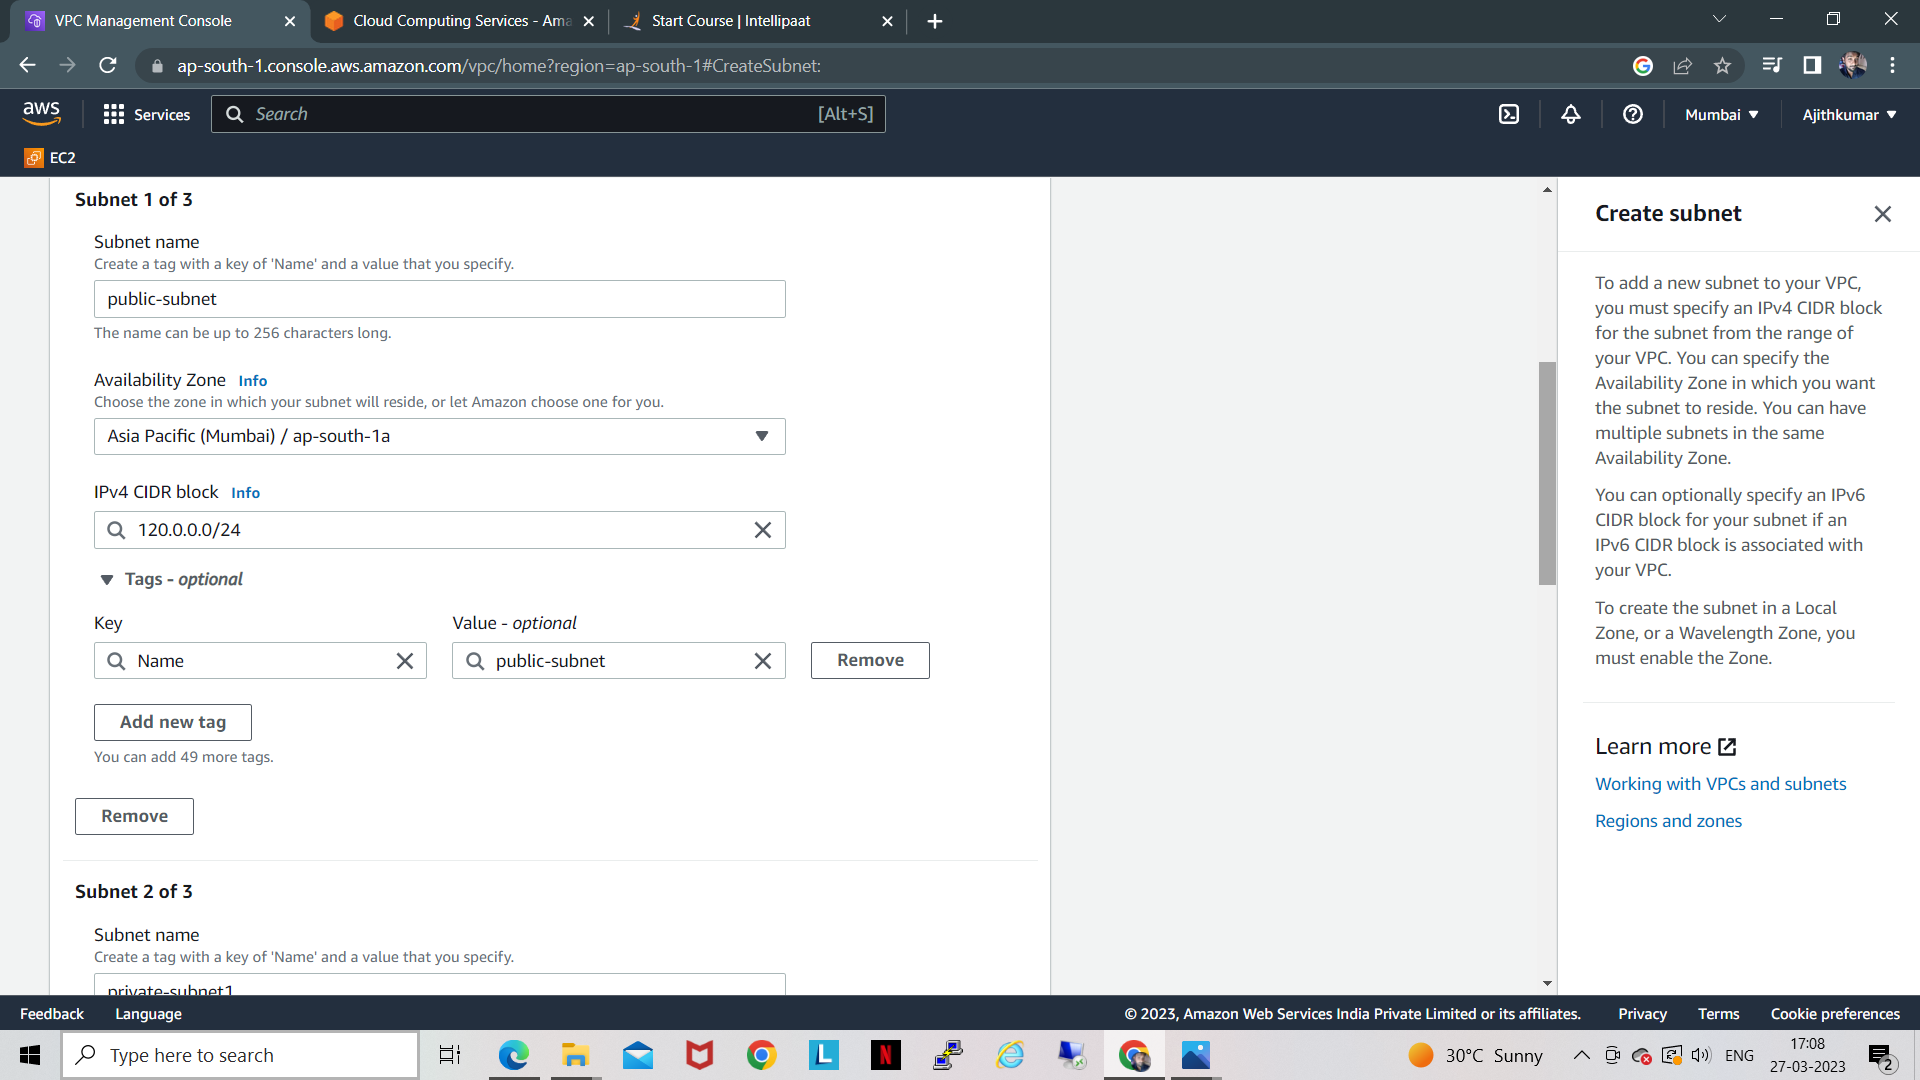 VPC Management Console
Cloud Computing Services - Ama
Start Course | Intellipaat
ap-south-1.console.aws.amazon.com/vpc/home?region=ap-south-1#CreateSubnet:
aws
Services
Search
[Alt+S]
Mumbai
Ajithkumar
EC2
Subnet 1 of 3
Subnet name
Create a tag with a key of 'Name' and a value that you specify.
public-subnet
The name can be up to 256 characters long.
Availability Zone Info
Choose the zone in which your subnet will reside, or let Amazon choose one for you.
Asia Pacific (Mumbai) / ap-south-1a
IPv4 CIDR block Info
120.0.0.0/24
Tags - optional
Key
Value - optional
Name
public-subnet
Remove
Add new tag
You can add 49 more tags.
Remove
Subnet 2 of 3
Subnet name
Create a tag with a key of 'Name' and a value that you specify.
private-subnet1
Create subnet
To add a new subnet to your VPC,
you must specify an IPv4 CIDR block
for the subnet from the range of
your VPC. You can specify the
Availability Zone in which you want
the subnet to reside. You can have
multiple subnets in the same
Availability Zone.
You can optionally specify an IPv6
CIDR block for your subnet if an
IPv6 CIDR block is associated with
your VPC.
To create the subnet in a Local
Zone, or a Wavelength Zone, you
must enable the Zone.
Learn more
Working with VPCs and subnets
Regions and zones
Feedback
Language
© 2023, Amazon Web Services India Private Limited or its affiliates.
Privacy
Terms
Cookie preferences
Type here to search
L
N
30°C Sunny
ENG
17:08
27-03-2023
2